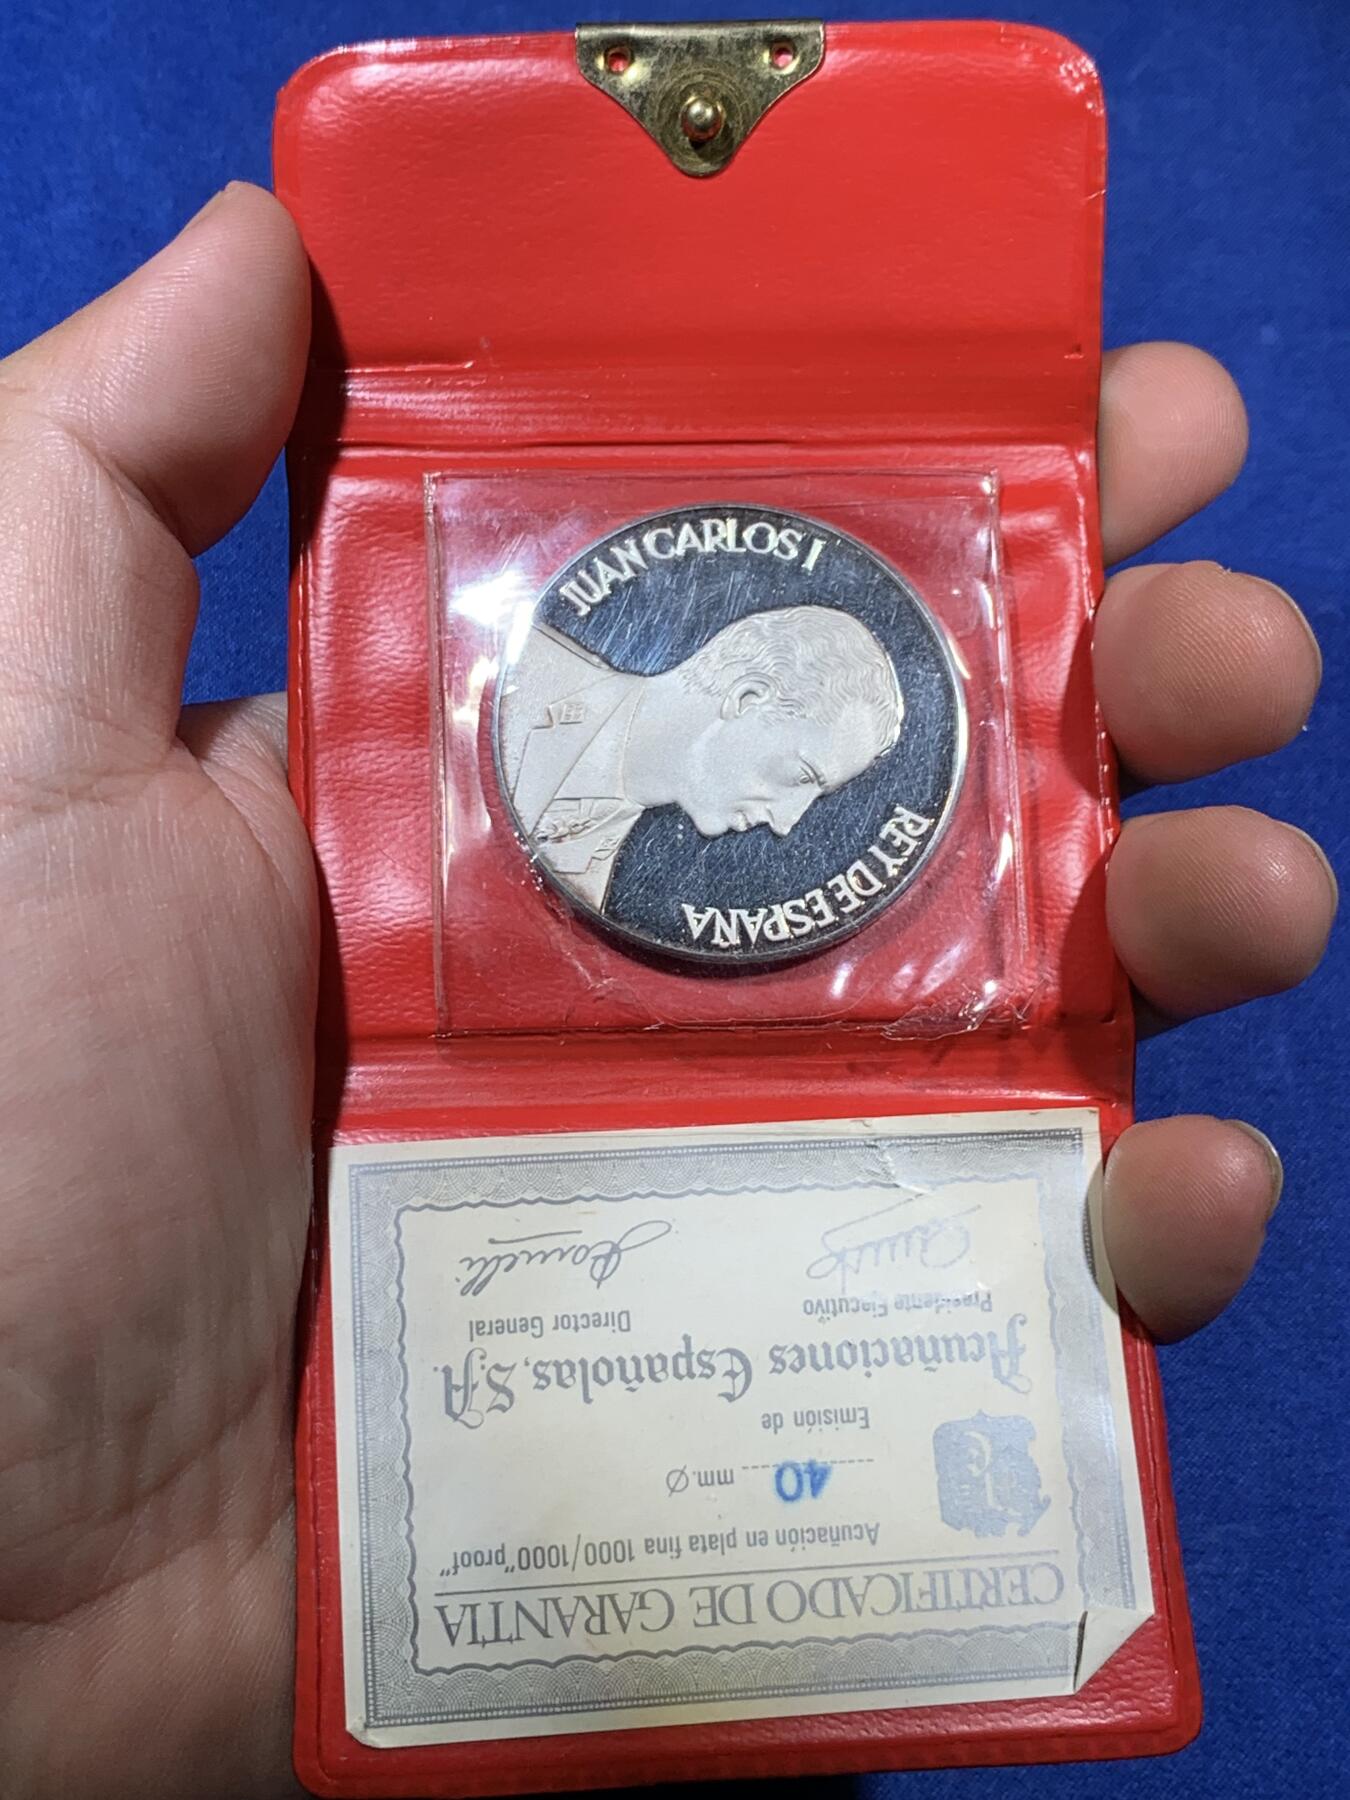 JUAN CARLOS I
REY DE ESPAÑA
CERTIFICADO DE GARANTIA
Acuñación en plata fina 1000/1000 "proof"
40 mm. Ø
Emisión de
Acuñaciones Españolas, S.A.
Presidente Ejecutivo
Director General